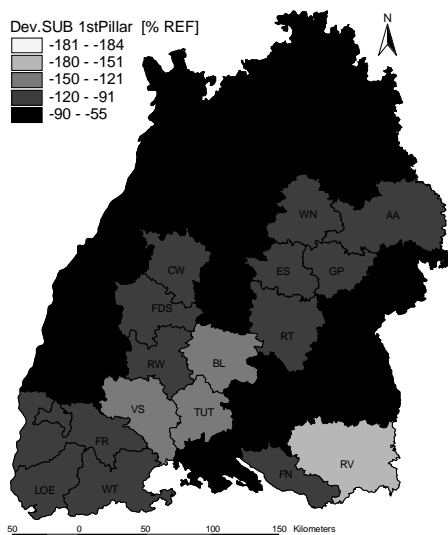 Dev.SUB 1stPillar [% REF]
-181 - -184
-180 - -151
-150 - -121
-120 - -91
-90 - -55
N
WN
AA
CW
ES
GP
FDS
RT
RW
BL
VS
TUT
FR
RV
FN
LOE
WT
50 0 50 100 150 Kilometers